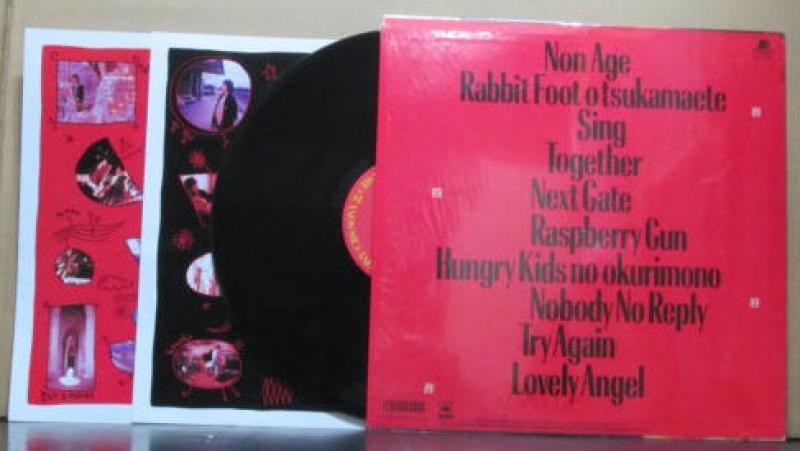 Non Age
Rabbit Foot o tsukamaete
Sing
Together
Next Gate
Raspberry Gun
Hungry Kids no okurimono
Nobody No Reply
Try Again
Lovely Angel